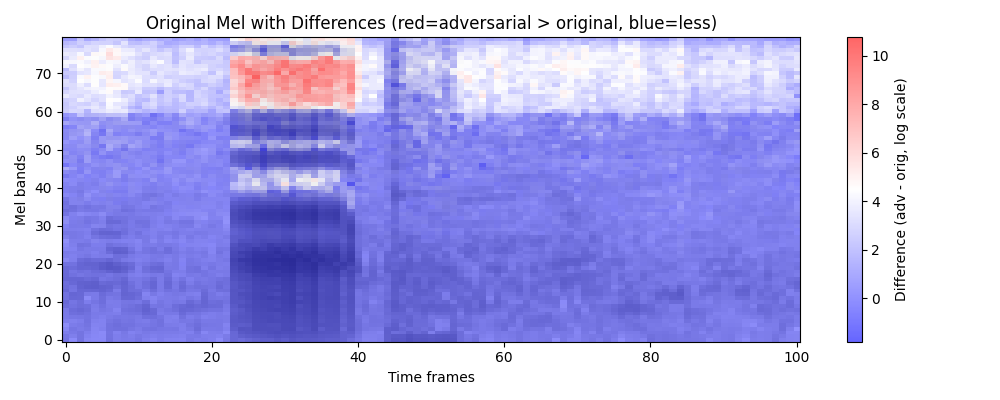 Original Mel with Differences (red=adversarial > original, blue=less)
Mel bands
70
60
50
40
30
20
10
0
0 20 40 60 80 100
Time frames
10
8
6
4
2
0
Difference (adv - orig, log scale)